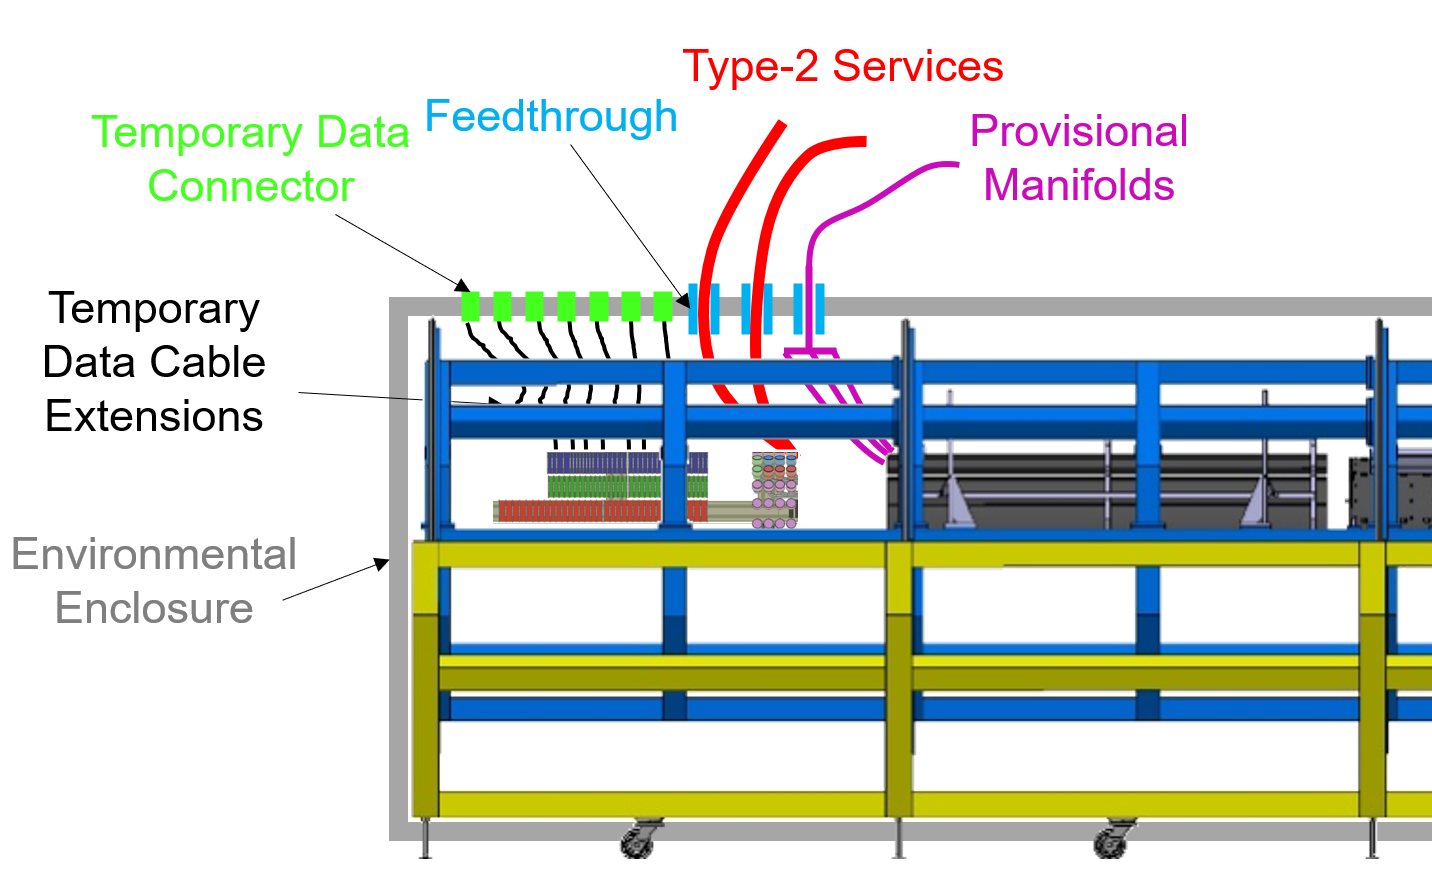 Type-2 Services
Feedthrough
Temporary Data
Connector
Provisional
Manifolds
Temporary
Data Cable
Extensions
Environmental
Enclosure